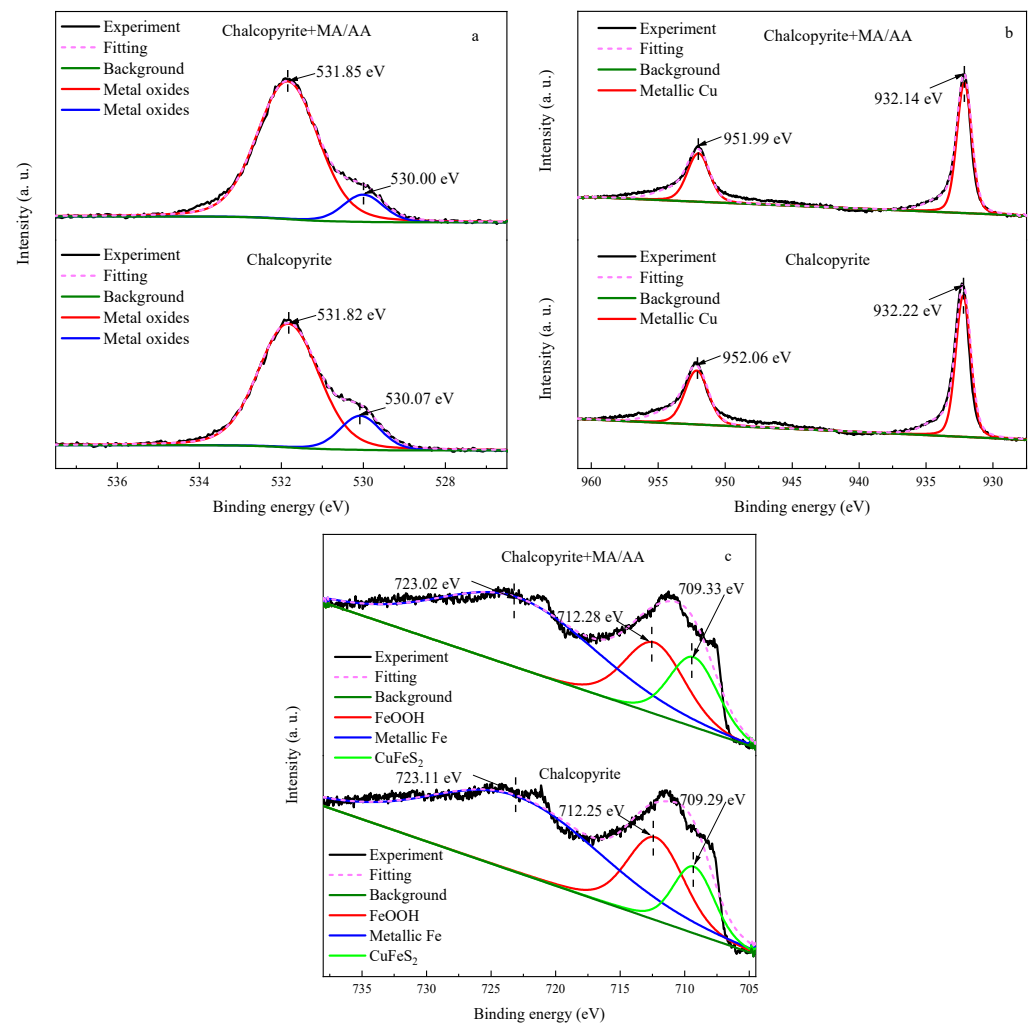 Experiment
Fitting
Background
Metal oxides
Metal oxides
Chalcopyrite+MA/AA
a
531.85 eV
530.00 eV
Experiment
Fitting
Background
Metal oxides
Metal oxides
Chalcopyrite
531.82 eV
530.07 eV
Intensity (a. u.)
536 534 532 530 528
Binding energy (eV)
Experiment
Fitting
Background
Metallic Cu
Chalcopyrite+MA/AA
b
932.14 eV
951.99 eV
Intensity (a. u.)
Experiment
Fitting
Background
Metallic Cu
Chalcopyrite
932.22 eV
952.06 eV
Intensity (a. u.)
960 955 950 945 940 935 930
Binding energy (eV)
Chalcopyrite+MA/AA
c
723.02 eV
709.33 eV
712.28 eV
Experiment
Fitting
Background
FeOOH
Metallic Fe
CuFeS₂
Chalcopyrite
723.11 eV
712.25 eV
709.29 eV
Experiment
Fitting
Background
FeOOH
Metallic Fe
CuFeS₂
Intensity (a. u.)
735 730 725 720 715 710 705
Binding energy (eV)